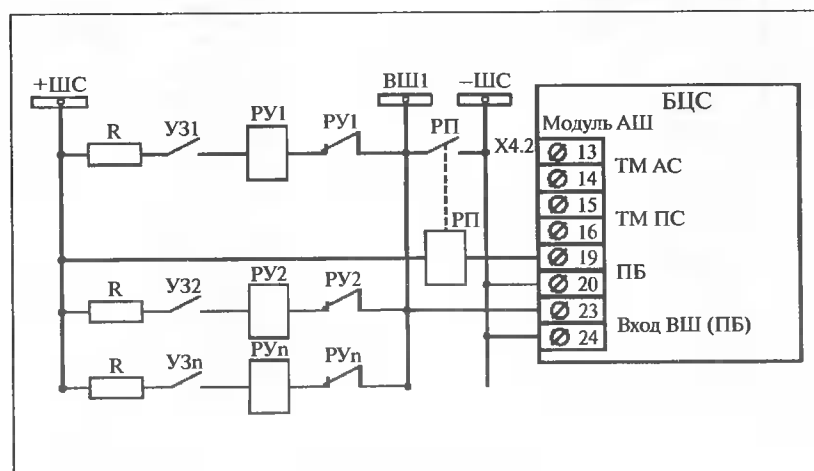 +ШС
ВШ1
−ШС
БЦС
R
УЗ1
РУ1
РУ1
РП
Х4.2
Модуль АШ
13
ТМ АС
14
15
ТМ ПС
16
РП
19
ПБ
20
R
УЗ2
РУ2
РУ2
23
Вход ВШ (ПБ)
24
R
УЗn
РУn
РУn